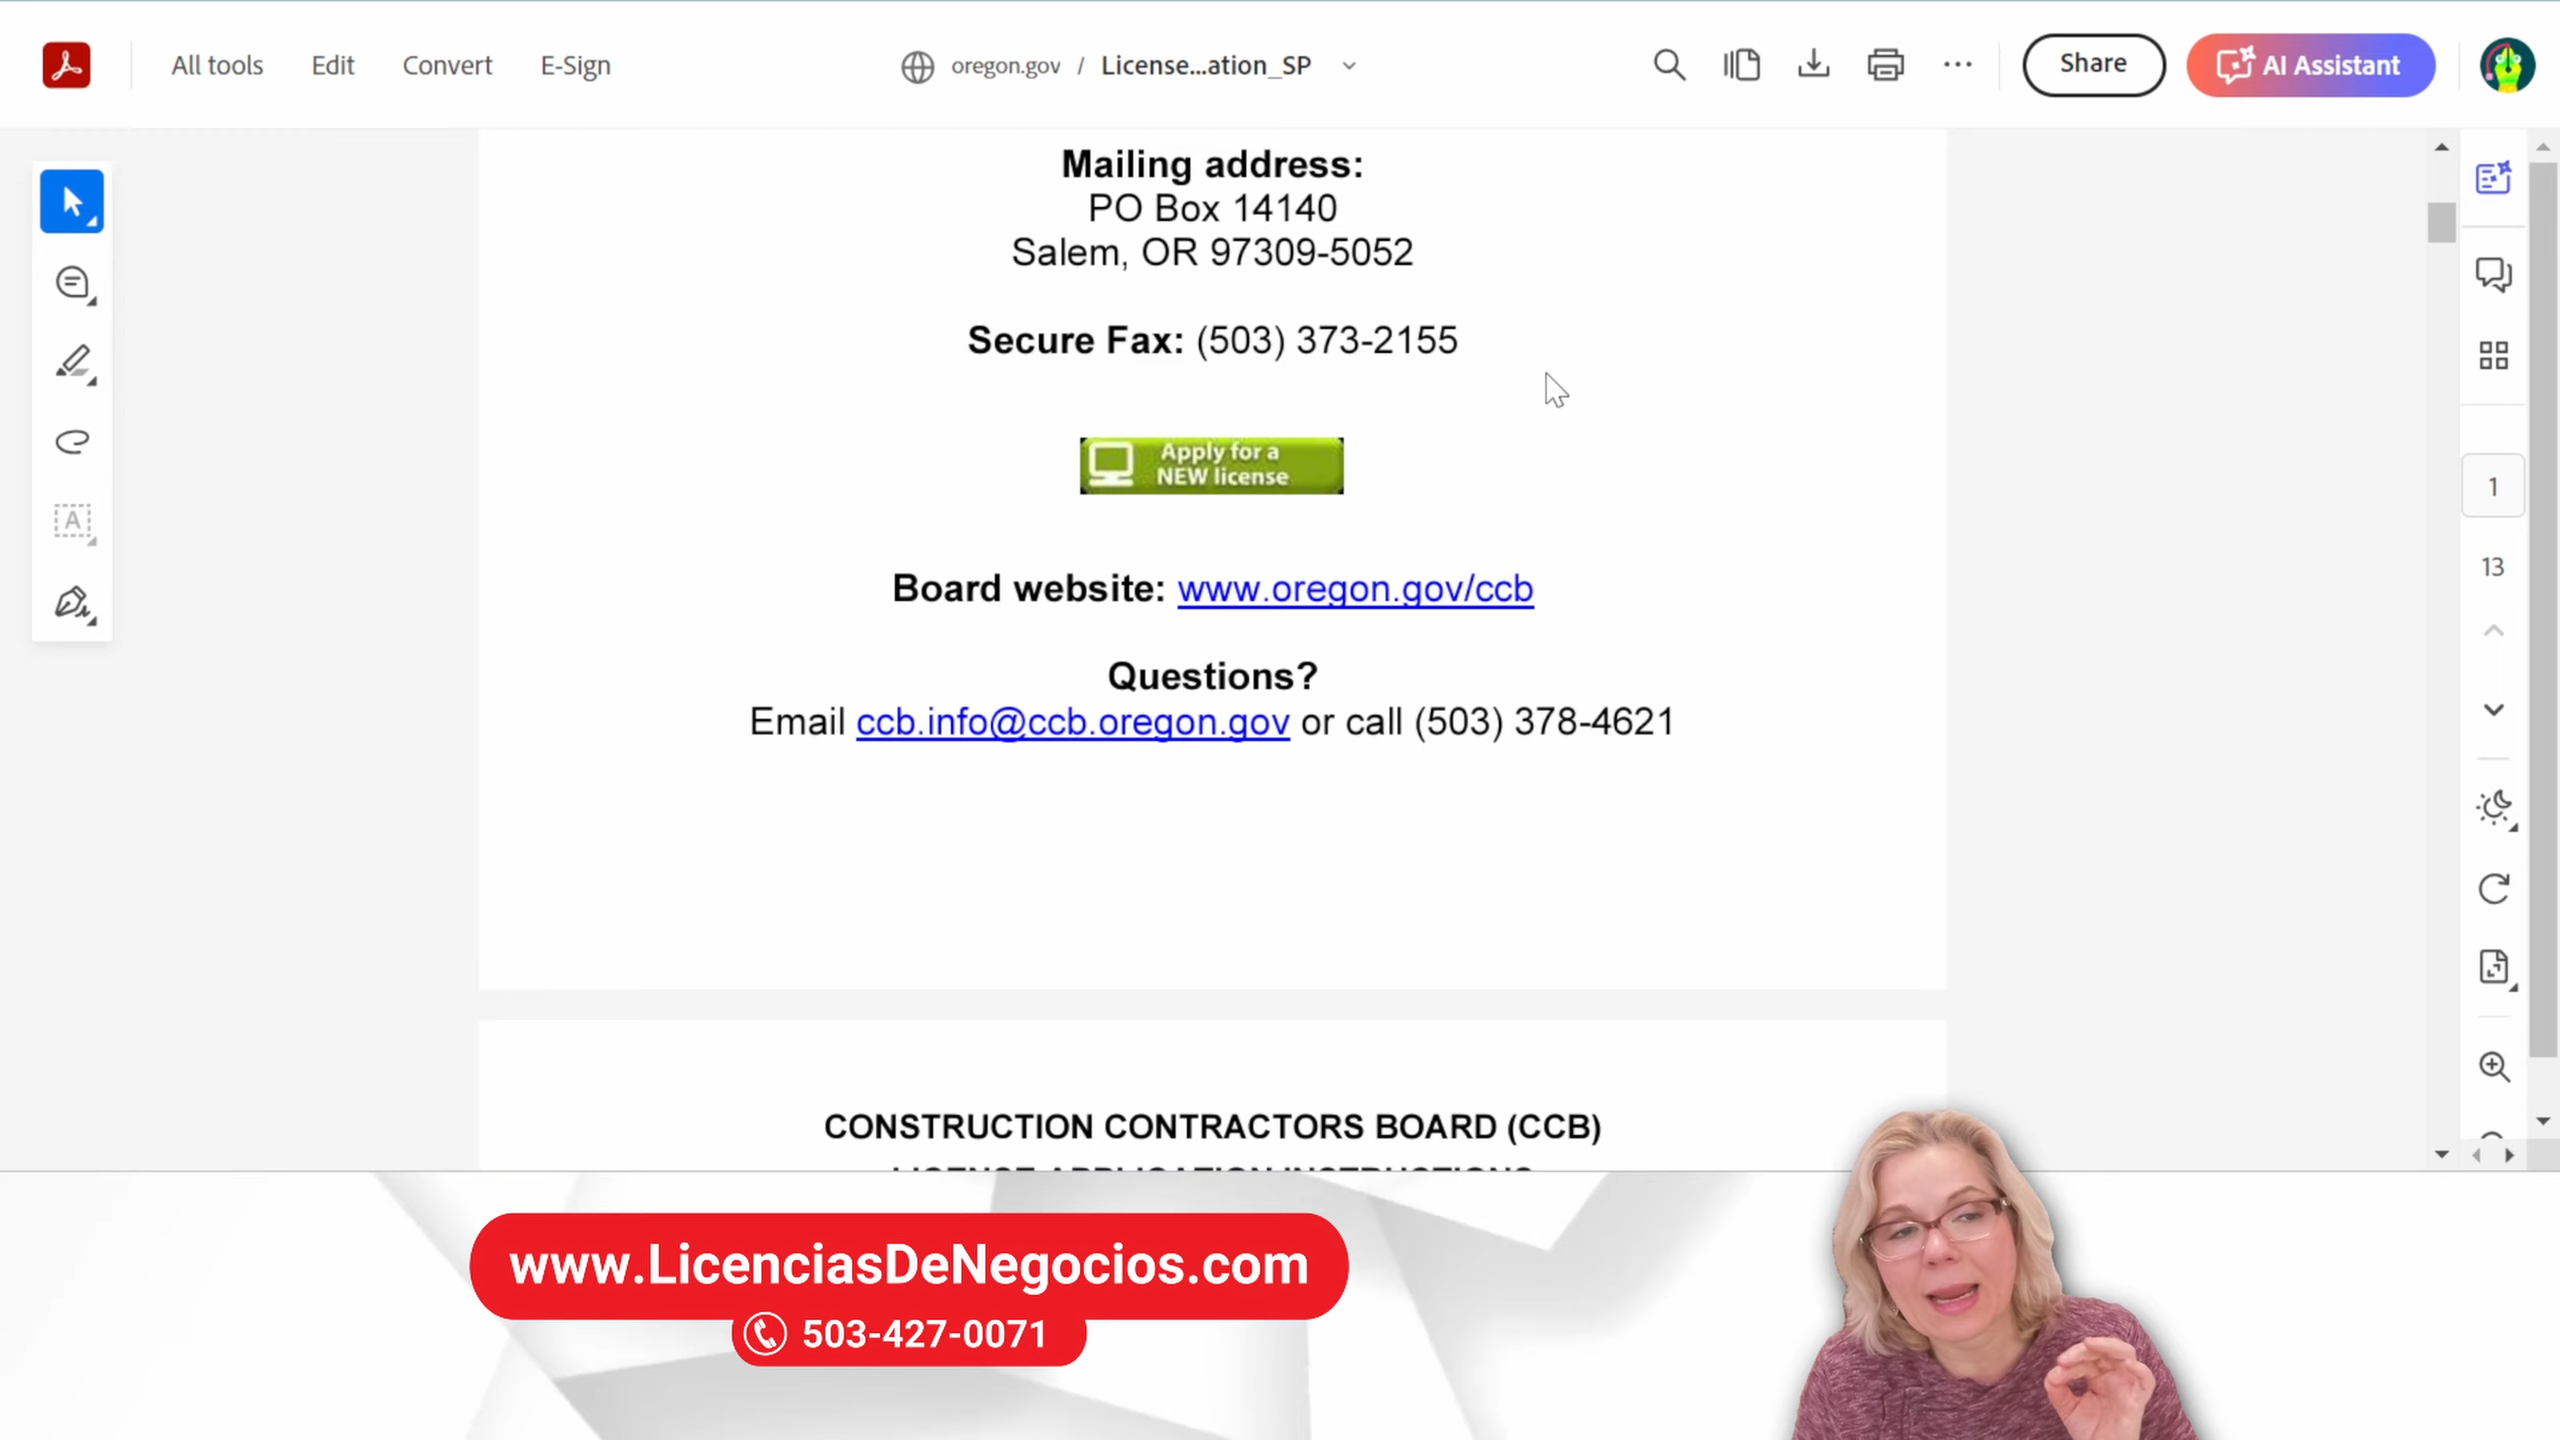 All tools Edit Convert E-Sign oregon.gov / License...ation_SP Share AI Assistant
Mailing address:
PO Box 14140
Salem, OR 97309-5052
Secure Fax: (503) 373-2155
Apply for a
NEW license
Board website: www.oregon.gov/ccb
Questions?
Email ccb.info@ccb.oregon.gov or call (503) 378-4621
1
13
CONSTRUCTION CONTRACTORS BOARD (CCB)
LICENSE APPLICATION INSTRUCTIONS
www.LicenciasDeNegocios.com
503-427-0071